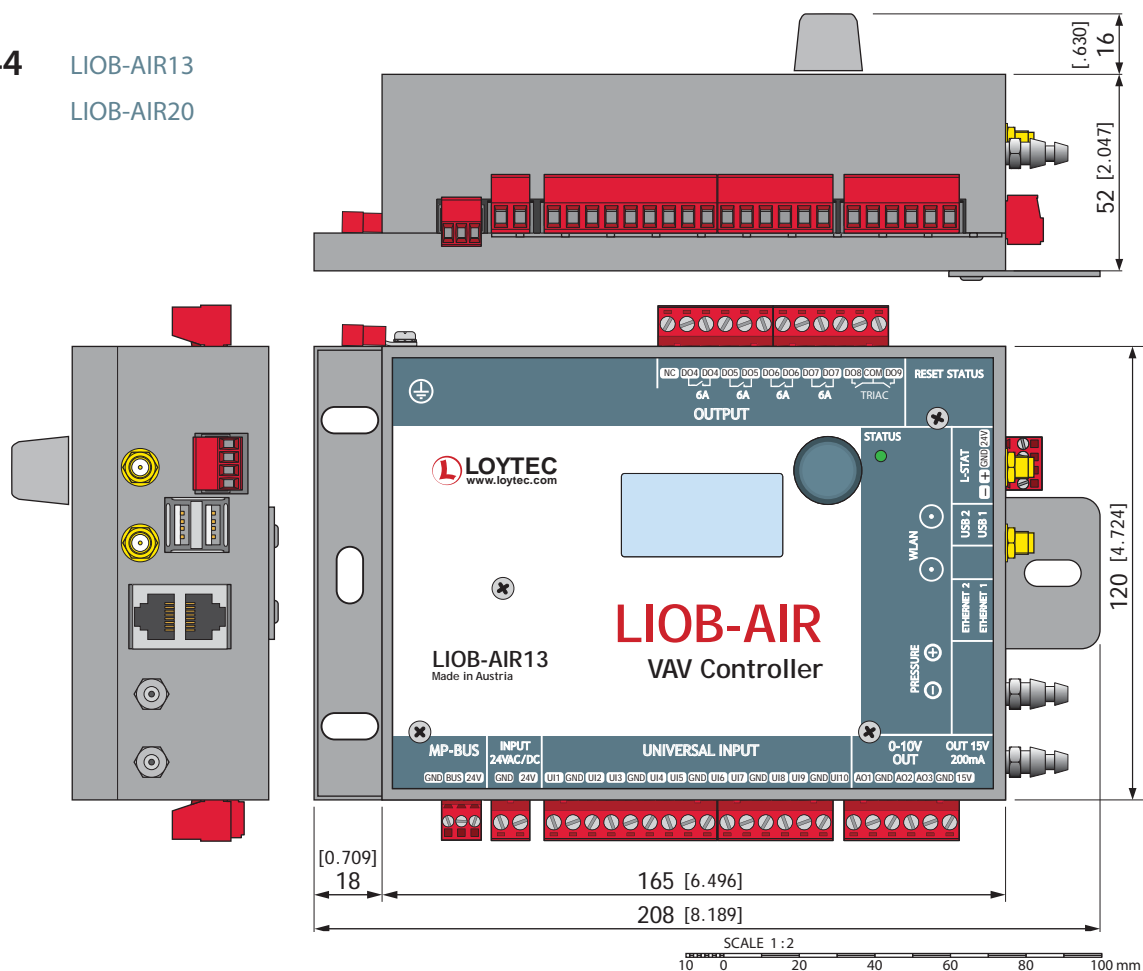 4
LIOB-AIR13
LIOB-AIR20
[.630]
16
52 [2.047]
NC DO4 DO4 DO5 DO5 DO6 DO6 DO7 DO7 DO8 COM DO9
6A 6A 6A 6A TRIAC
OUTPUT
RESET STATUS
STATUS
LOYTEC
www.loytec.com
L-STAT
– + GND 24V
USB 2
USB 1
WLAN
ETHERNET 2
ETHERNET 1
PRESSURE
+
–
LIOB-AIR
VAV Controller
LIOB-AIR13
Made in Austria
120 [4.724]
MP-BUS
GND BUS 24V
INPUT
24VAC/DC
GND 24V
UNIVERSAL INPUT
UI1 GND UI2 UI3 GND UI4 UI5 GND UI6 UI7 GND UI8 UI9 GND UI10
0-10V
OUT
OUT 15V
200mA
AO1 GND AO2 AO3 GND 15V
[0.709]
18
165 [6.496]
208 [8.189]
SCALE 1:2
10 0 20 40 60 80 100 mm